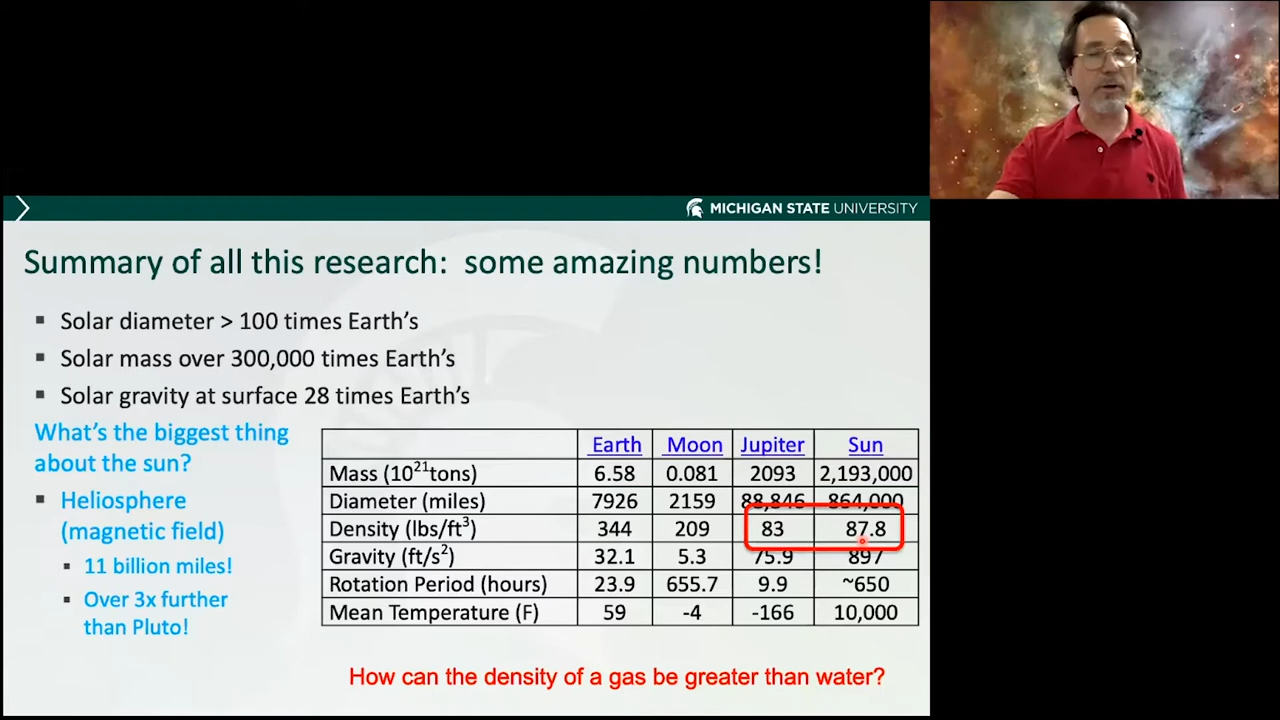 MICHIGAN STATE UNIVERSITY
Summary of all this research: some amazing numbers!
▪ Solar diameter > 100 times Earth's
▪ Solar mass over 300,000 times Earth's
▪ Solar gravity at surface 28 times Earth's
What's the biggest thing
about the sun?
▪ Heliosphere
(magnetic field)
▪ 11 billion miles!
▪ Over 3x further
than Pluto!
Earth Moon Jupiter Sun
Mass (10²¹tons) 6.58 0.081 2093 2,193,000
Diameter (miles) 7926 2159 88,846 864,000
Density (lbs/ft³) 344 209 83 87.8
Gravity (ft/s²) 32.1 5.3 75.9 897
Rotation Period (hours) 23.9 655.7 9.9 ~650
Mean Temperature (F) 59 -4 -166 10,000
How can the density of a gas be greater than water?